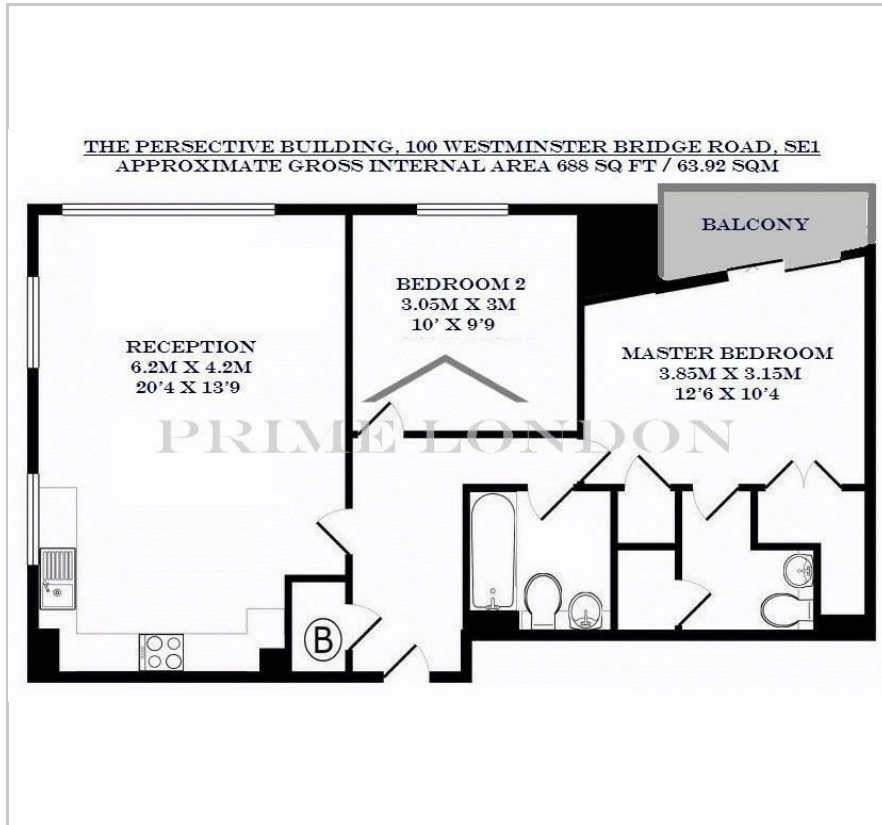 THE PERSECTIVE BUILDING, 100 WESTMINSTER BRIDGE ROAD, SE1
APPROXIMATE GROSS INTERNAL AREA 688 SQ FT / 63.92 SQM
BALCONY
BEDROOM 2
3.05M X 3M
10' X 9'9
RECEPTION
6.2M X 4.2M
20'4 X 13'9
MASTER BEDROOM
3.85M X 3.15M
12'6 X 10'4
PRIME LONDON
B